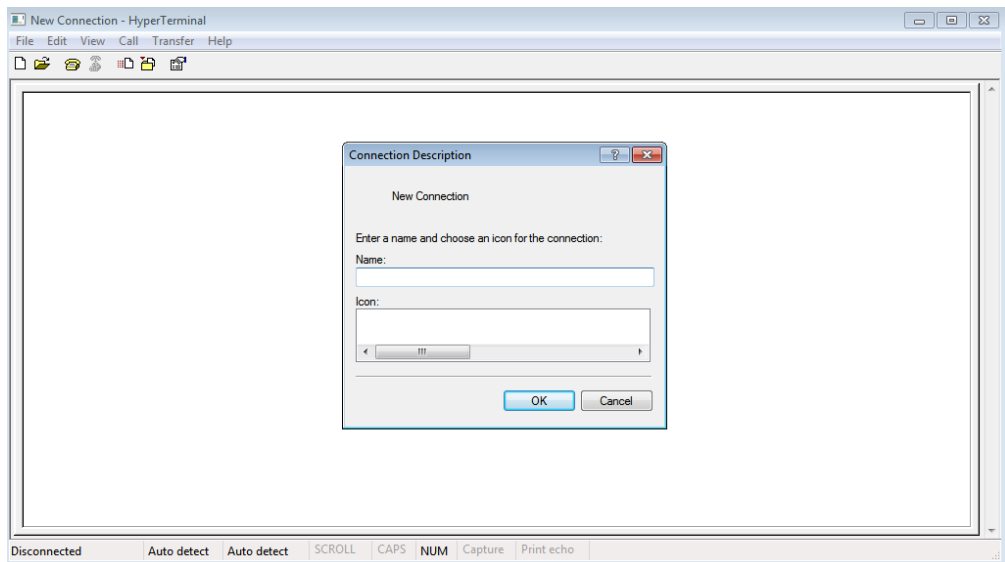 New Connection - HyperTerminal
File Edit View Call Transfer Help
Connection Description
New Connection
Enter a name and choose an icon for the connection:
Name:
Icon:
OK Cancel
Disconnected Auto detect Auto detect SCROLL CAPS NUM Capture Print echo